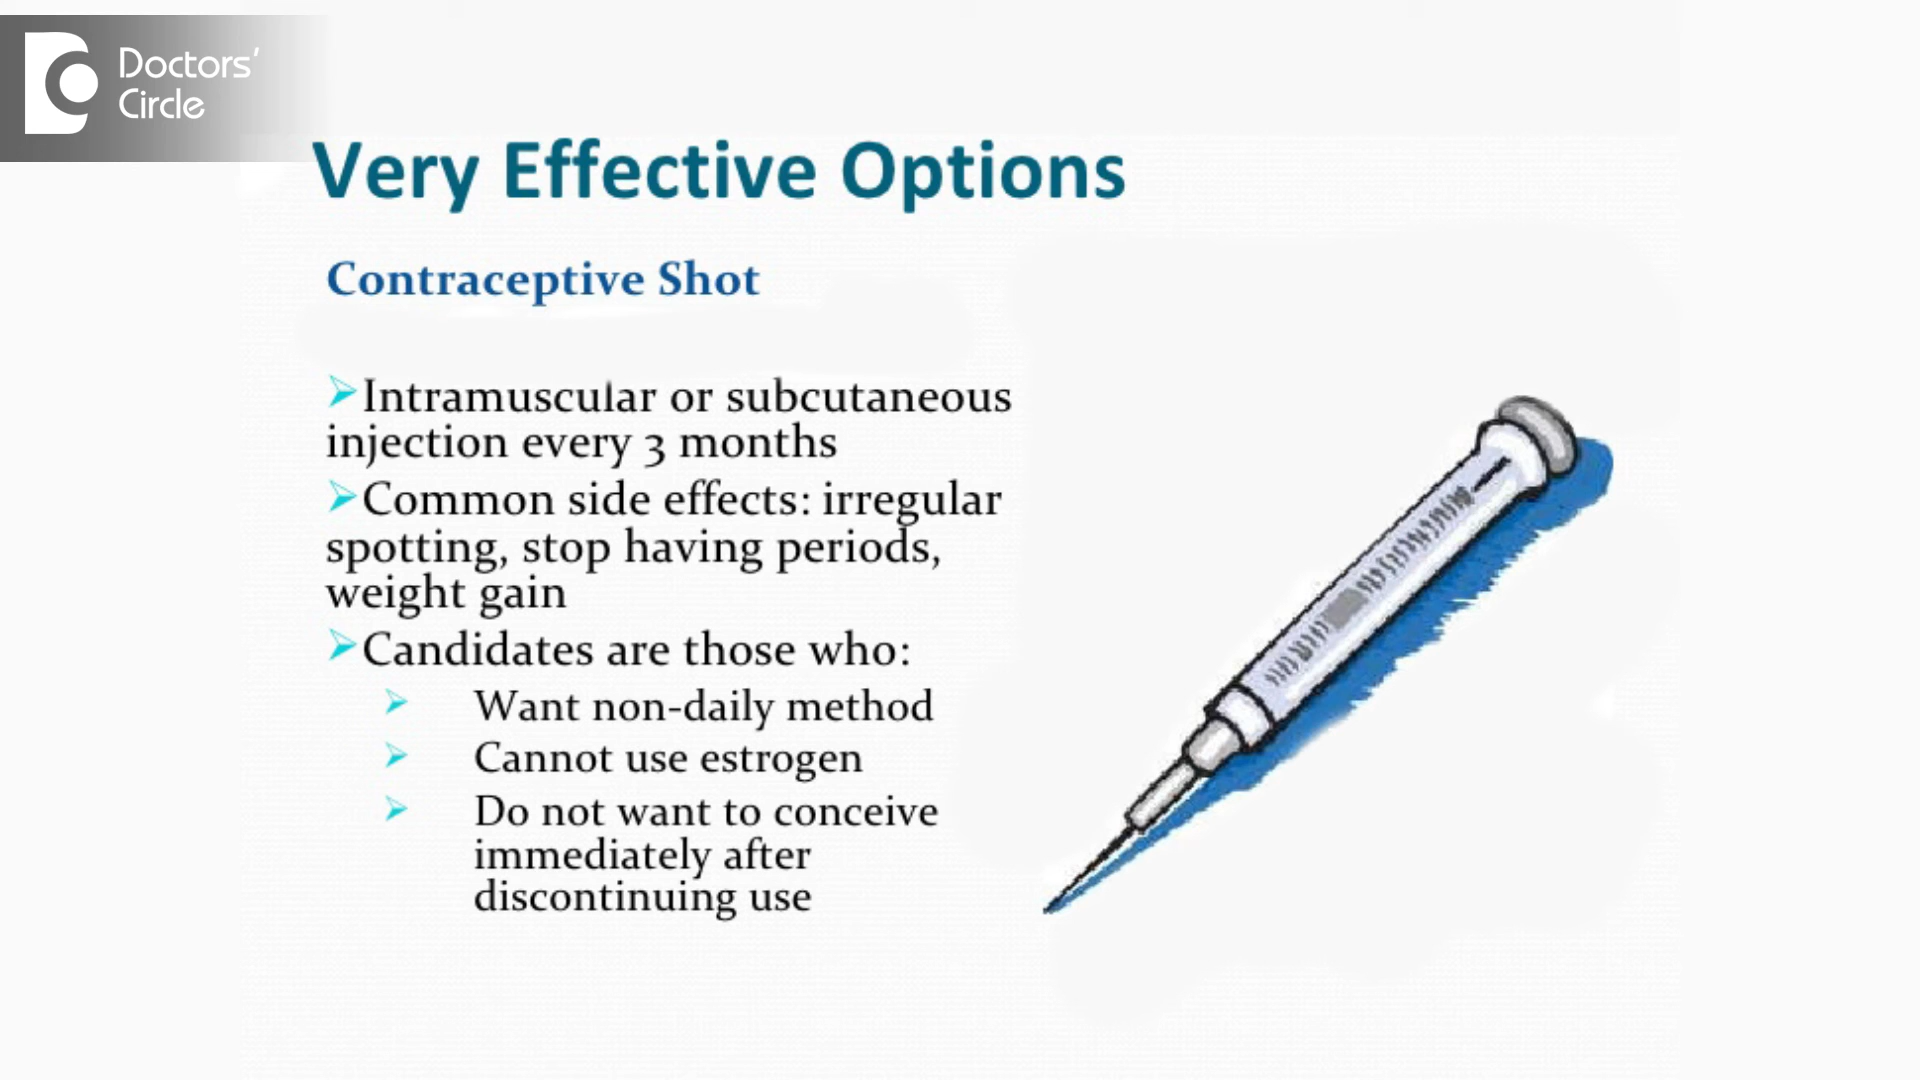 Doctors'
Circle
Very Effective Options
Contraceptive Shot
Intramuscular or subcutaneous
injection every 3 months
Common side effects: irregular
spotting, stop having periods,
weight gain
Candidates are those who:
Want non-daily method
Cannot use estrogen
Do not want to conceive
immediately after
discontinuing use